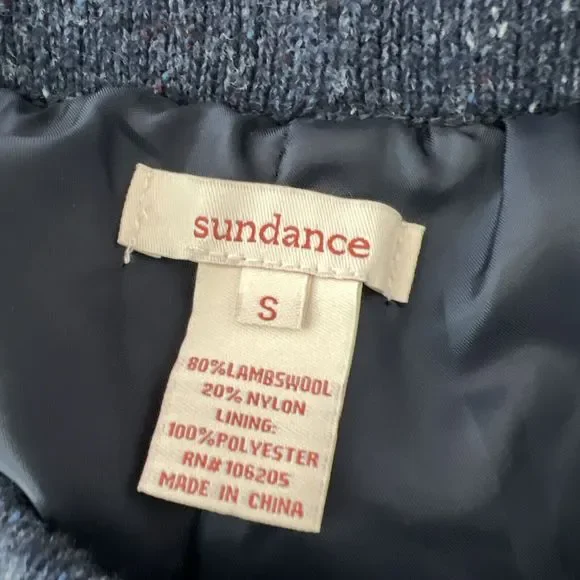 sundance
S
80%LAMBSWOOL
20%NYLON
LINING:
100%POLYESTER
RN#106205
MADE IN CHINA